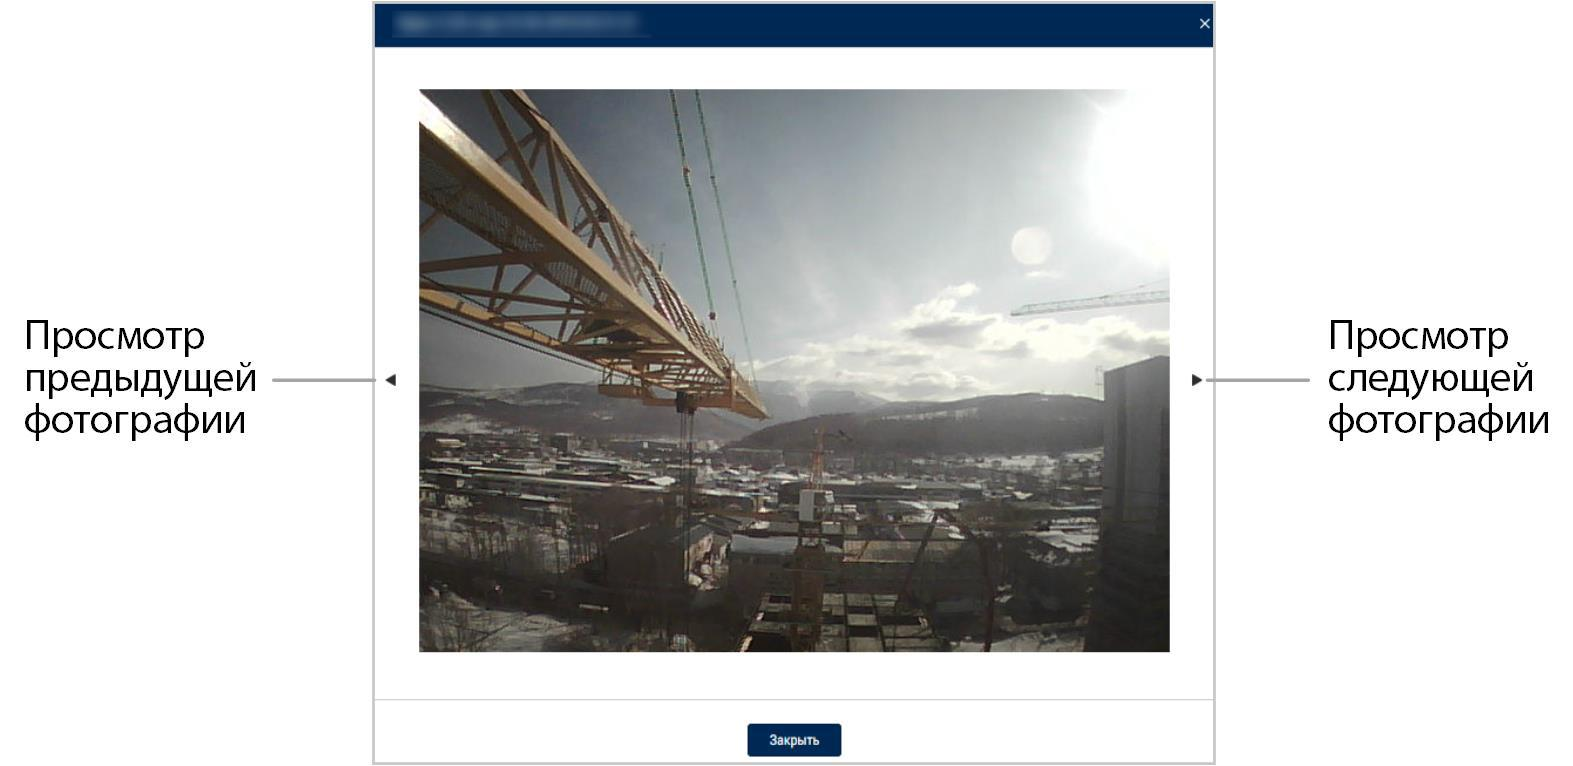 Просмотр
предыдущей
фотографии
Просмотр
следующей
фотографии
Закрыть